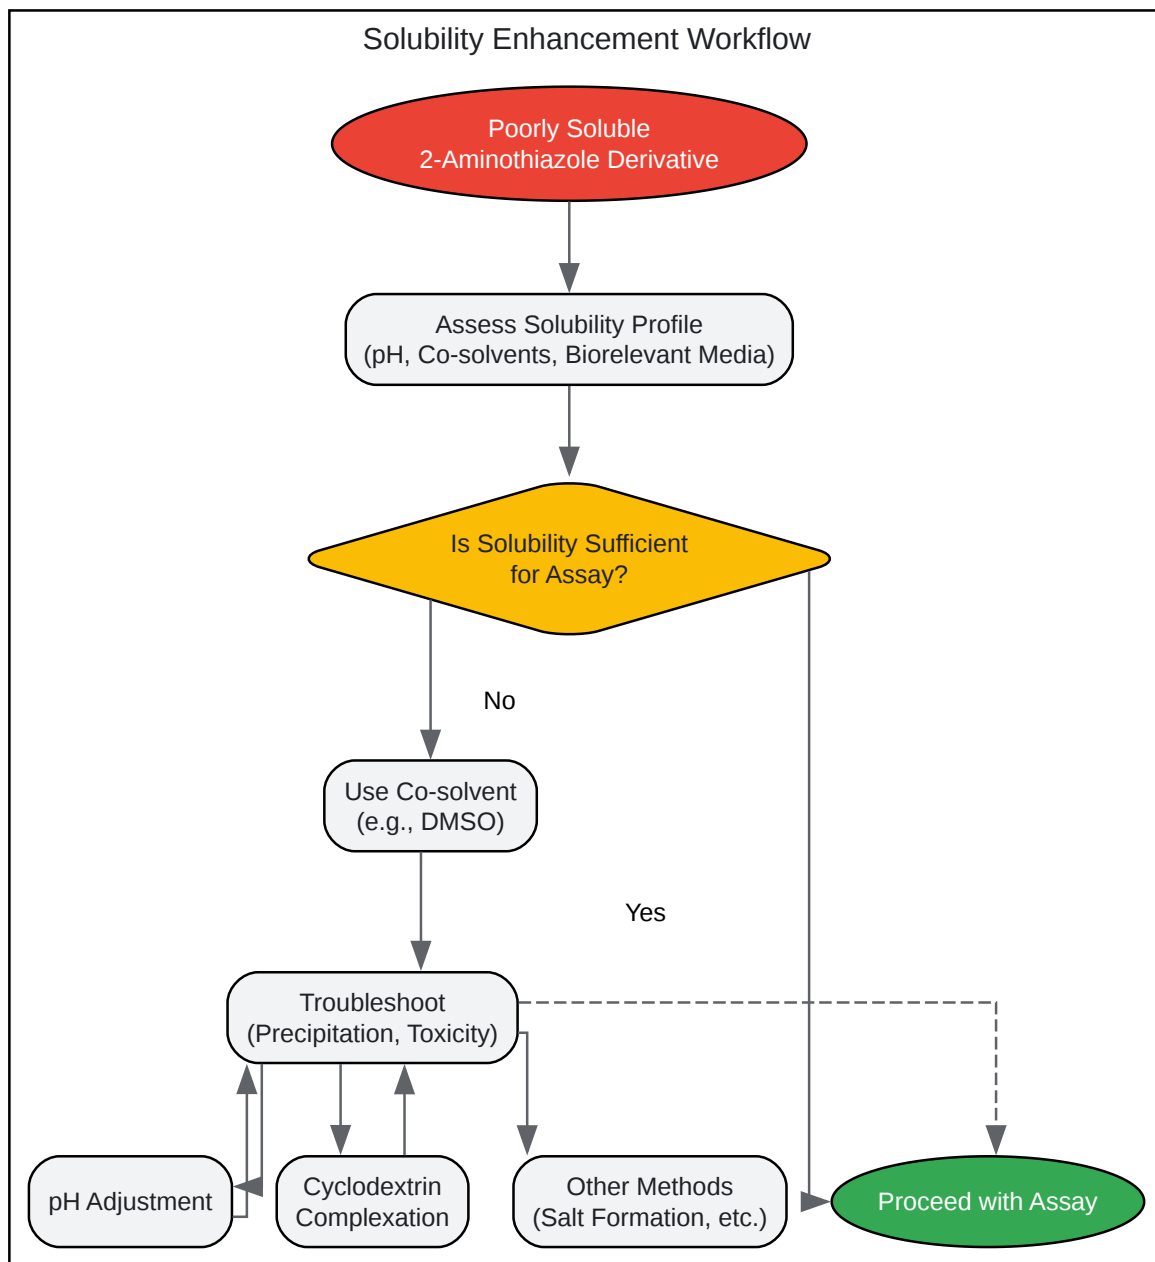 Solubility Enhancement Workflow
Poorly Soluble
2-Aminothiazole Derivative
Assess Solubility Profile
(pH, Co-solvents, Biorelevant Media)
Is Solubility Sufficient
for Assay?
No
Use Co-solvent
(e.g., DMSO)
Yes
Troubleshoot
(Precipitation, Toxicity)
pH Adjustment
Cyclodextrin
Complexation
Other Methods
(Salt Formation, etc.)
Proceed with Assay